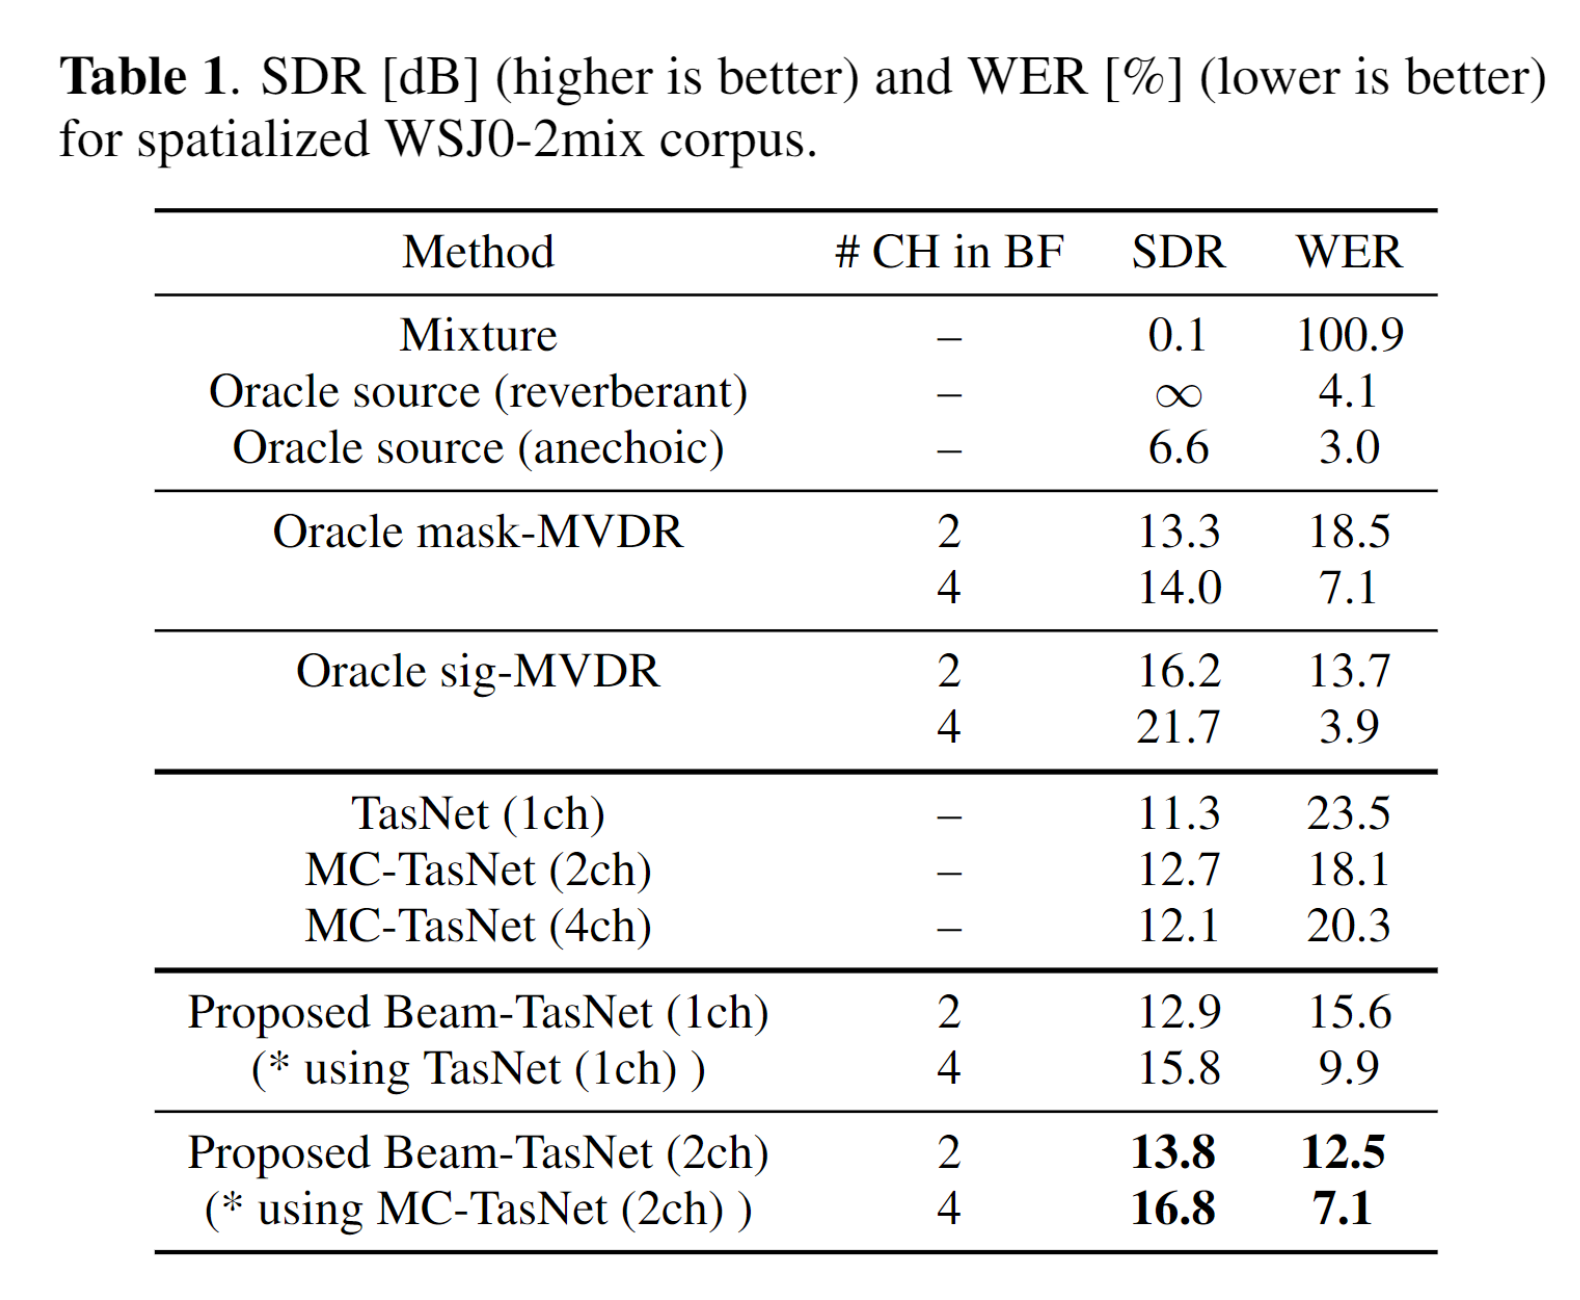 Table 1. SDR [dB] (higher is better) and WER [%] (lower is better)
for spatialized WSJ0-2mix corpus.
Method # CH in BF SDR WER
Mixture – 0.1 100.9
Oracle source (reverberant) – ∞ 4.1
Oracle source (anechoic) – 6.6 3.0
Oracle mask-MVDR 2 13.3 18.5
4 14.0 7.1
Oracle sig-MVDR 2 16.2 13.7
4 21.7 3.9
TasNet (1ch) – 11.3 23.5
MC-TasNet (2ch) – 12.7 18.1
MC-TasNet (4ch) – 12.1 20.3
Proposed Beam-TasNet (1ch) 2 12.9 15.6
(* using TasNet (1ch) ) 4 15.8 9.9
Proposed Beam-TasNet (2ch) 2 13.8 12.5
(* using MC-TasNet (2ch) ) 4 16.8 7.1